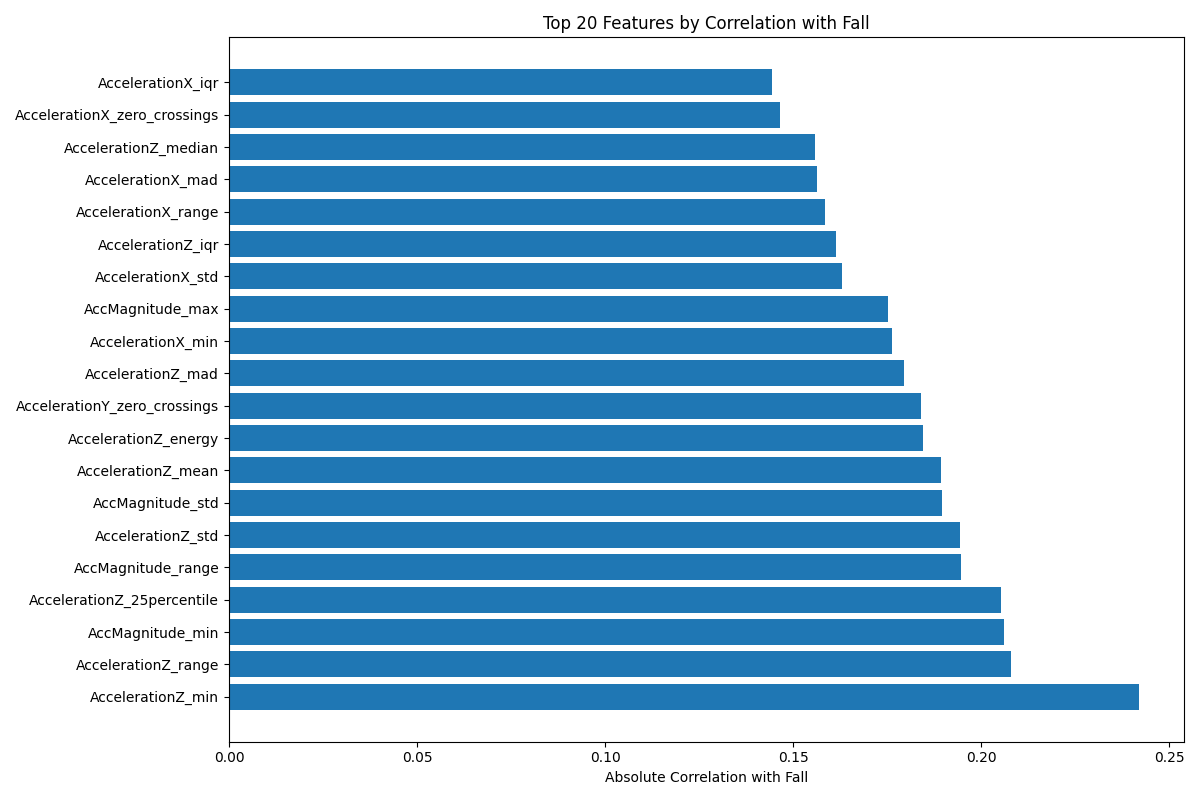 Top 20 Features by Correlation with Fall
AccelerationX_iqr
AccelerationX_zero_crossings
AccelerationZ_median
AccelerationX_mad
AccelerationX_range
AccelerationZ_iqr
AccelerationX_std
AccMagnitude_max
AccelerationX_min
AccelerationZ_mad
AccelerationY_zero_crossings
AccelerationZ_energy
AccelerationZ_mean
AccMagnitude_std
AccelerationZ_std
AccMagnitude_range
AccelerationZ_25percentile
AccMagnitude_min
AccelerationZ_range
AccelerationZ_min
0.00 0.05 0.10 0.15 0.20 0.25
Absolute Correlation with Fall